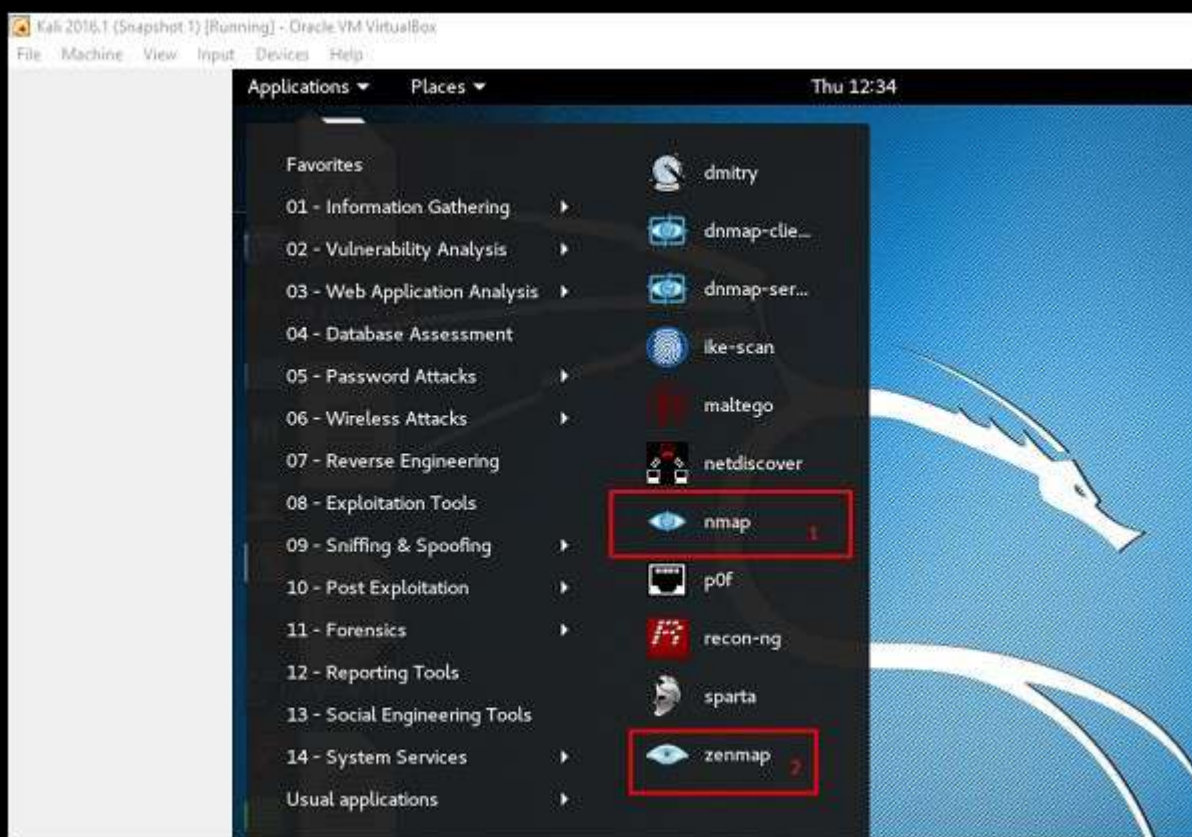 Kali 2016.1 (Snapshot 1) [Running] - Oracle VM VirtualBox
File Machine View Input Devices Help
Applications Places Thu 12:34
Favorites
01 - Information Gathering
02 - Vulnerability Analysis
03 - Web Application Analysis
04 - Database Assessment
05 - Password Attacks
06 - Wireless Attacks
07 - Reverse Engineering
08 - Exploitation Tools
09 - Sniffing & Spoofing
10 - Post Exploitation
11 - Forensics
12 - Reporting Tools
13 - Social Engineering Tools
14 - System Services
Usual applications
dmitry
dnmap-clie...
dnmap-ser...
ike-scan
maltego
netdiscover
nmap 1
p0f
recon-ng
sparta
zenmap 2